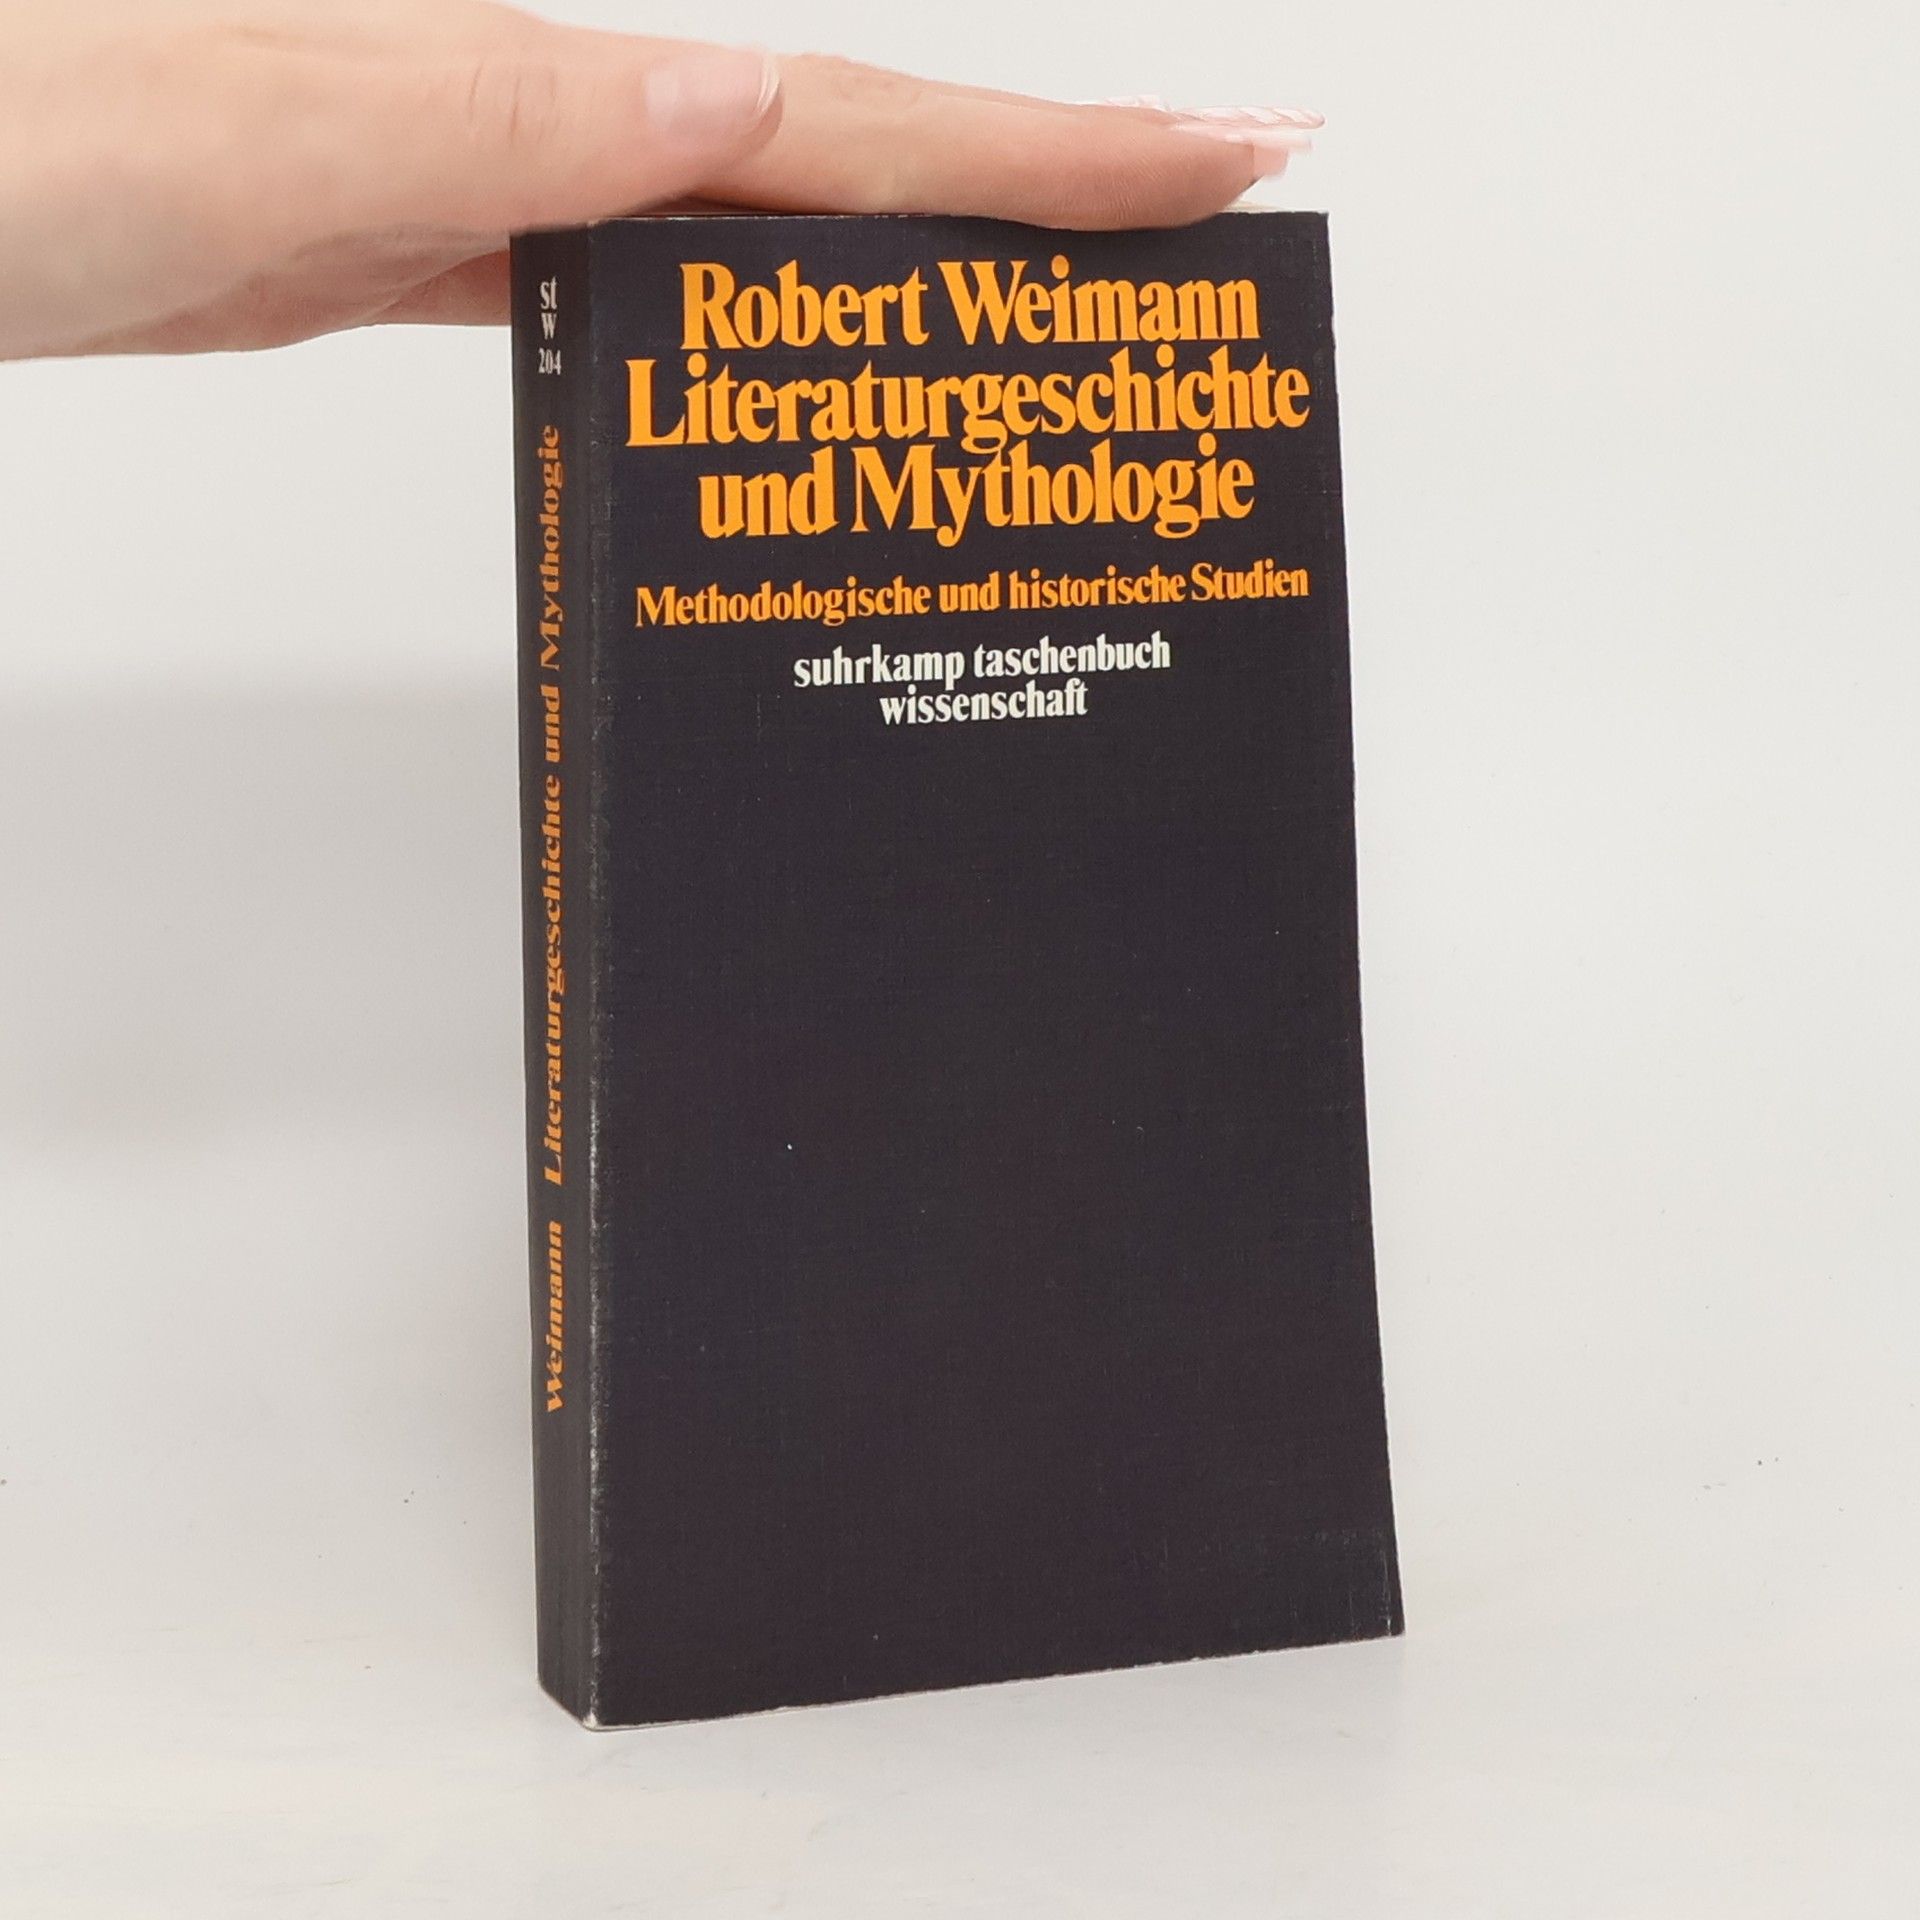 Robert Weimann
Literaturgeschichte
und Mythologie
Methodologische und historische Studien
suhrkamp taschenbuch
wissenschaft
st
w
204
Weimann Literaturgeschichte und Mythologie